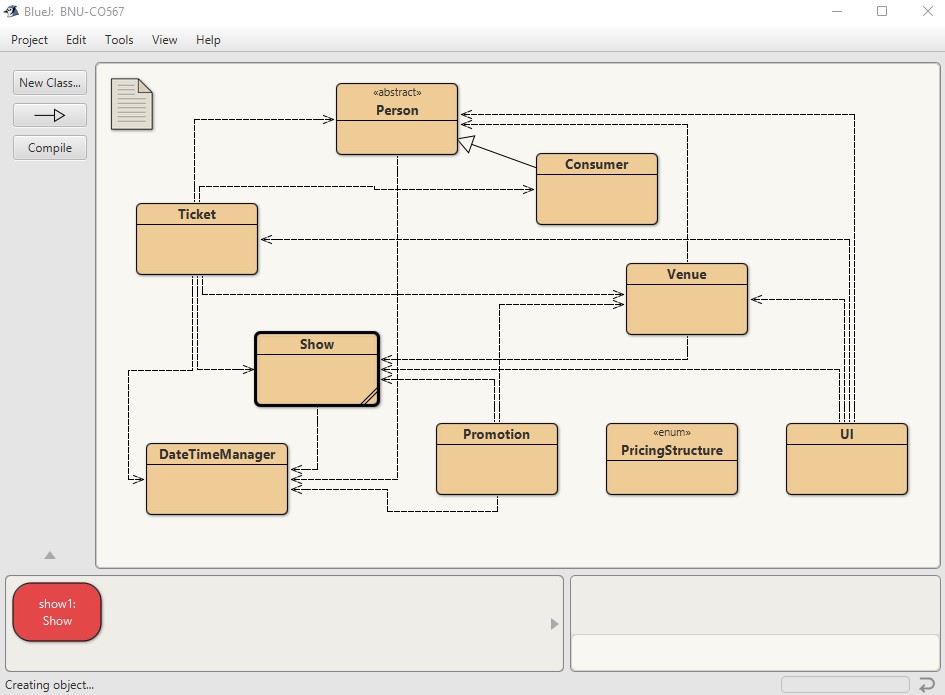 BlueJ: BNU-CO567
Project Edit Tools View Help
New Class...
Compile
«abstract»
Person
Consumer
Ticket
Venue
Show
Promotion
«enum»
PricingStructure
UI
DateTimeManager
show1:
Show
Creating object...